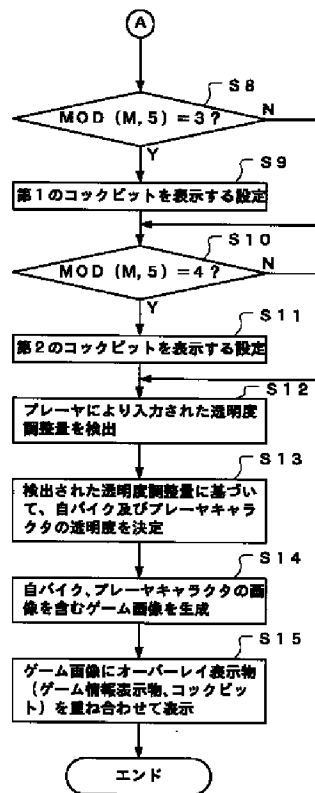 A
S8
MOD (M, 5) =3?
N
Y
S9
第1のコックピットを表示する設定
S10
MOD (M, 5) =4?
N
Y
S11
第2のコックピットを表示する設定
S12
プレーヤにより入力された透明度
調整量を検出
S13
検出された透明度調整量に基づい
て、自バイク及びプレーヤキャラ
クタの透明度を決定
S14
自バイク、プレーヤキャラクタの画
像を含むゲーム画像を生成
S15
ゲーム画像にオーバーレイ表示物
(ゲーム情報表示物、コックピッ
ト)を重ね合わせて表示
エンド